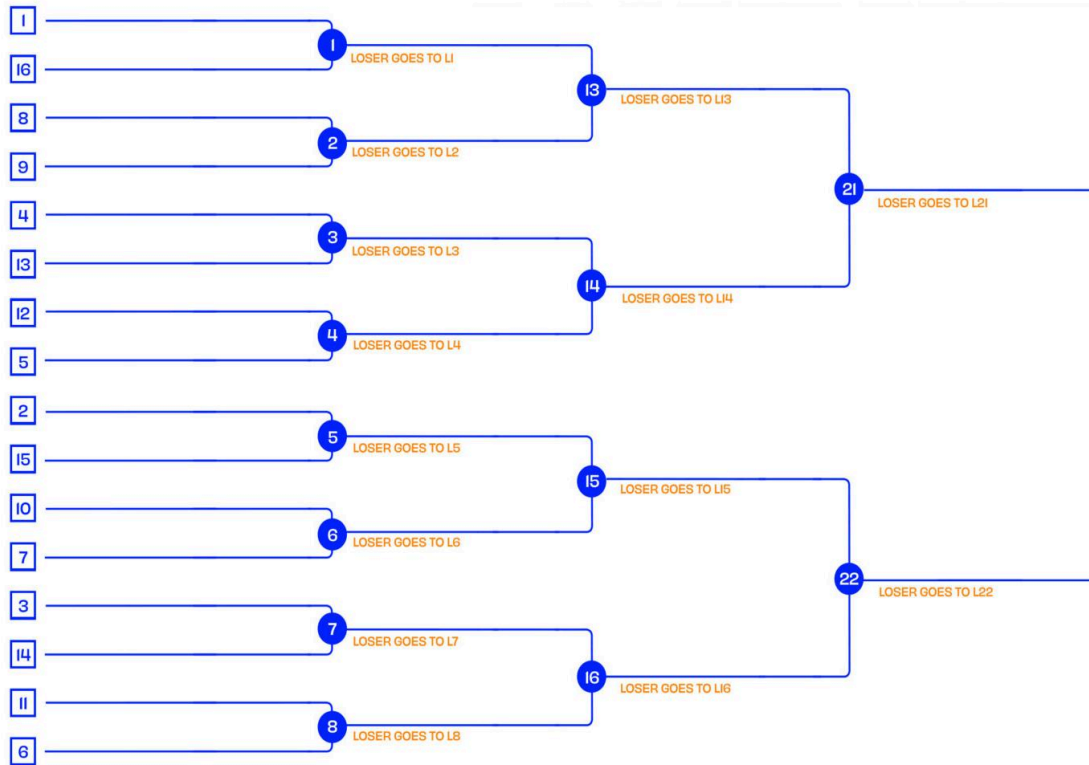 1
1
LOSER GOES TO L1
16
13
LOSER GOES TO L13
8
2
LOSER GOES TO L2
9
21
LOSER GOES TO L21
4
3
LOSER GOES TO L3
13
14
LOSER GOES TO L14
12
4
LOSER GOES TO L4
5
2
5
LOSER GOES TO L5
15
15
LOSER GOES TO L15
10
6
LOSER GOES TO L6
7
22
LOSER GOES TO L22
3
7
LOSER GOES TO L7
14
16
LOSER GOES TO L16
11
8
LOSER GOES TO L8
6